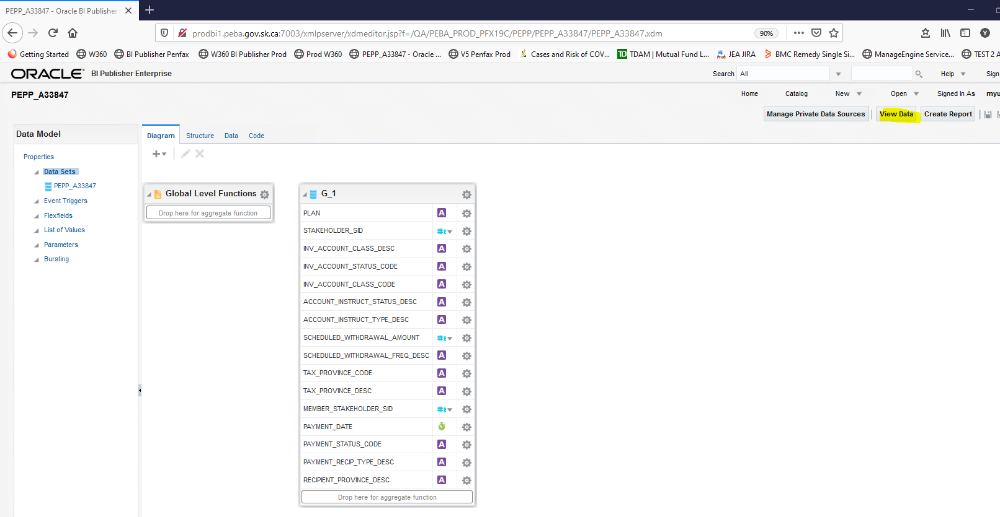 PEPP_A33847 - Oracle BI Publisher
prodbi1.peba.gov.sk.ca:7003/xmlpserver/xdmeditor.jsp?f=/QA/PEBA_PROD_PFX19C/PEPP/PEPP_A33847/PEPP_A33847.xdm 90% Y
Getting Started W360 BI Publisher Penfax W360 BI Publisher Prod Prod W360 PEPP_A33847 - Oracle ... V5 Penfax Prod Cases and Risk of COV... TD TDAM | Mutual Fund L... JEA JIRA BMC Remedy Single Si... ManageEngine Service... TEST 2 A
ORACLE BI Publisher Enterprise Search All Help Sign
PEPP_A33847 Home Catalog New Open Signed In As myu
Manage Private Data Sources View Data Create Report
Data Model
Properties
Data Sets
PEPP_A33847
Event Triggers
Flexfields
List of Values
Parameters
Bursting
Diagram Structure Data Code
Global Level Functions
Drop here for aggregate function
G_1
PLAN A
STAKEHOLDER_SID
INV_ACCOUNT_CLASS_DESC A
INV_ACCOUNT_STATUS_CODE A
INV_ACCOUNT_CLASS_CODE A
ACCOUNT_INSTRUCT_STATUS_DESC A
ACCOUNT_INSTRUCT_TYPE_DESC A
SCHEDULED_WITHDRAWAL_AMOUNT
SCHEDULED_WITHDRAWAL_FREQ_DESC A
TAX_PROVINCE_CODE A
TAX_PROVINCE_DESC A
MEMBER_STAKEHOLDER_SID
PAYMENT_DATE
PAYMENT_STATUS_CODE A
PAYMENT_RECIP_TYPE_DESC A
RECIPIENT_PROVINCE_DESC A
Drop here for aggregate function